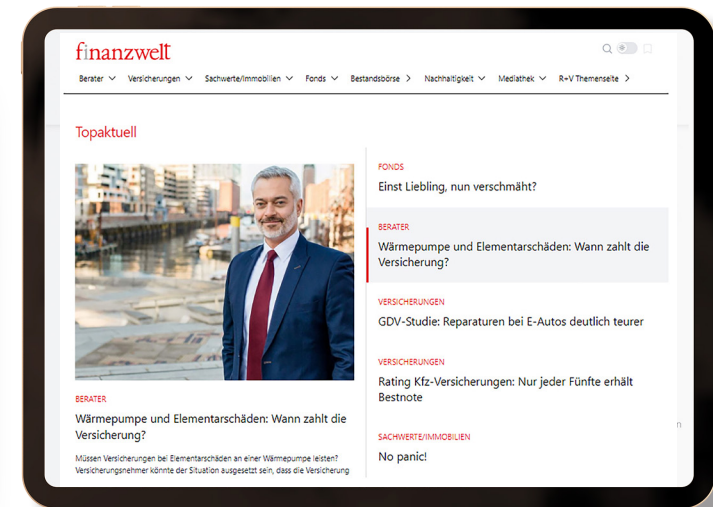 finanzwelt
Berater Versicherungen Sachwerte/Immobilien Fonds Bestandsbörse Nachhaltigkeit Mediathek R+V Themenseite
Topaktuell
BERATER
Wärmepumpe und Elementarschäden: Wann zahlt die
Versicherung?
Müssen Versicherungen bei Elementarschäden an einer Wärmepumpe leisten?
Versicherungsnehmer könnte der Situation ausgesetzt sein, dass die Versicherung
FONDS
Einst Liebling, nun verschmäht?
BERATER
Wärmepumpe und Elementarschäden: Wann zahlt die
Versicherung?
VERSICHERUNGEN
GDV-Studie: Reparaturen bei E-Autos deutlich teurer
VERSICHERUNGEN
Rating Kfz-Versicherungen: Nur jeder Fünfte erhält
Bestnote
SACHWERTE/IMMOBILIEN
No panic!